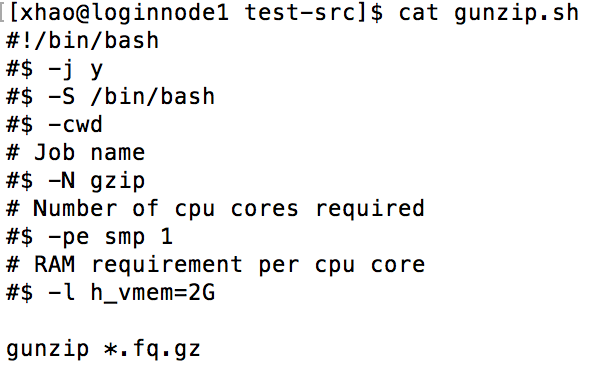 [[xhao@loginnode1 test-src]$ cat gunzip.sh
#!/bin/bash
#$ -j y
#$ -S /bin/bash
#$ -cwd
# Job name
#$ -N gzip
# Number of cpu cores required
#$ -pe smp 1
# RAM requirement per cpu core
#$ -l h_vmem=2G
gunzip *.fq.gz